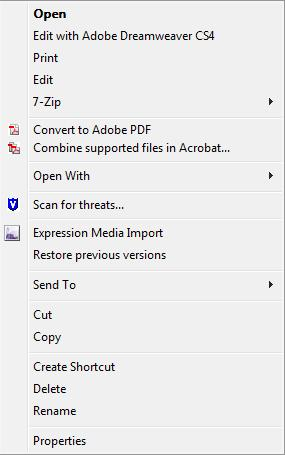 Open
Edit with Adobe Dreamweaver CS4
Print
Edit
7-Zip
Convert to Adobe PDF
Combine supported files in Acrobat...
Open With
Scan for threats...
Expression Media Import
Restore previous versions
Send To
Cut
Copy
Create Shortcut
Delete
Rename
Properties